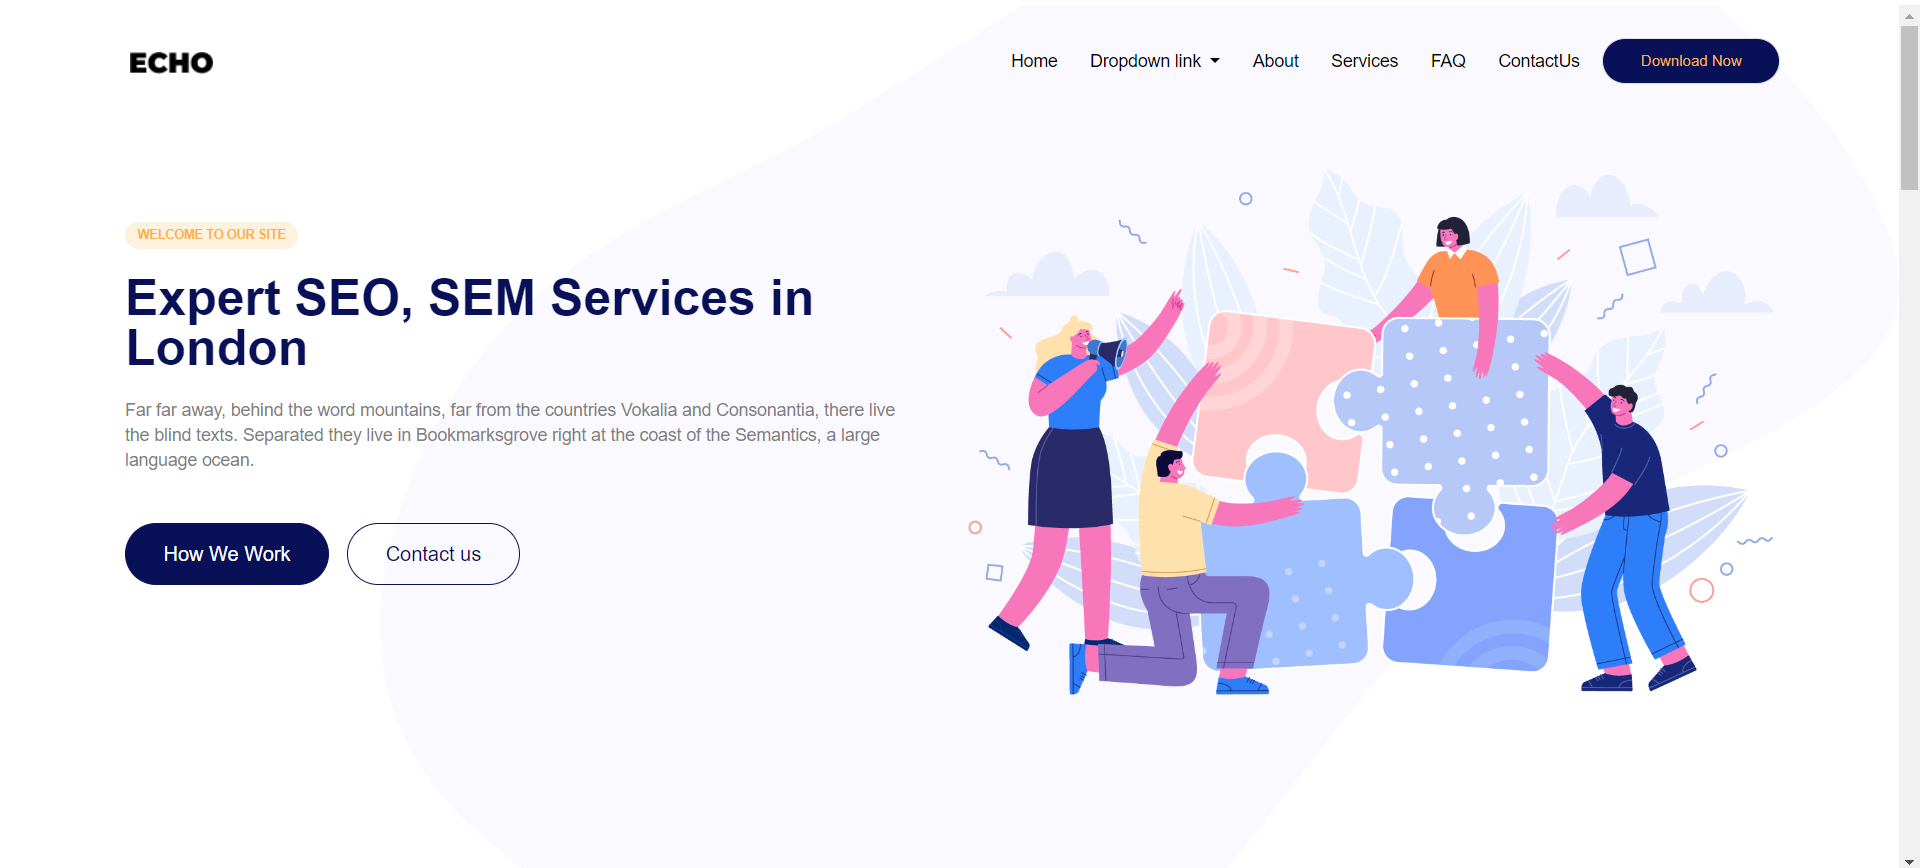 ECHO
Home
Dropdown link
About
Services
FAQ
ContactUs
Download Now
WELCOME TO OUR SITE
Expert SEO, SEM Services in
London
Far far away, behind the word mountains, far from the countries Vokalia and Consonantia, there live
the blind texts. Separated they live in Bookmarksgrove right at the coast of the Semantics, a large
language ocean.
How We Work
Contact us